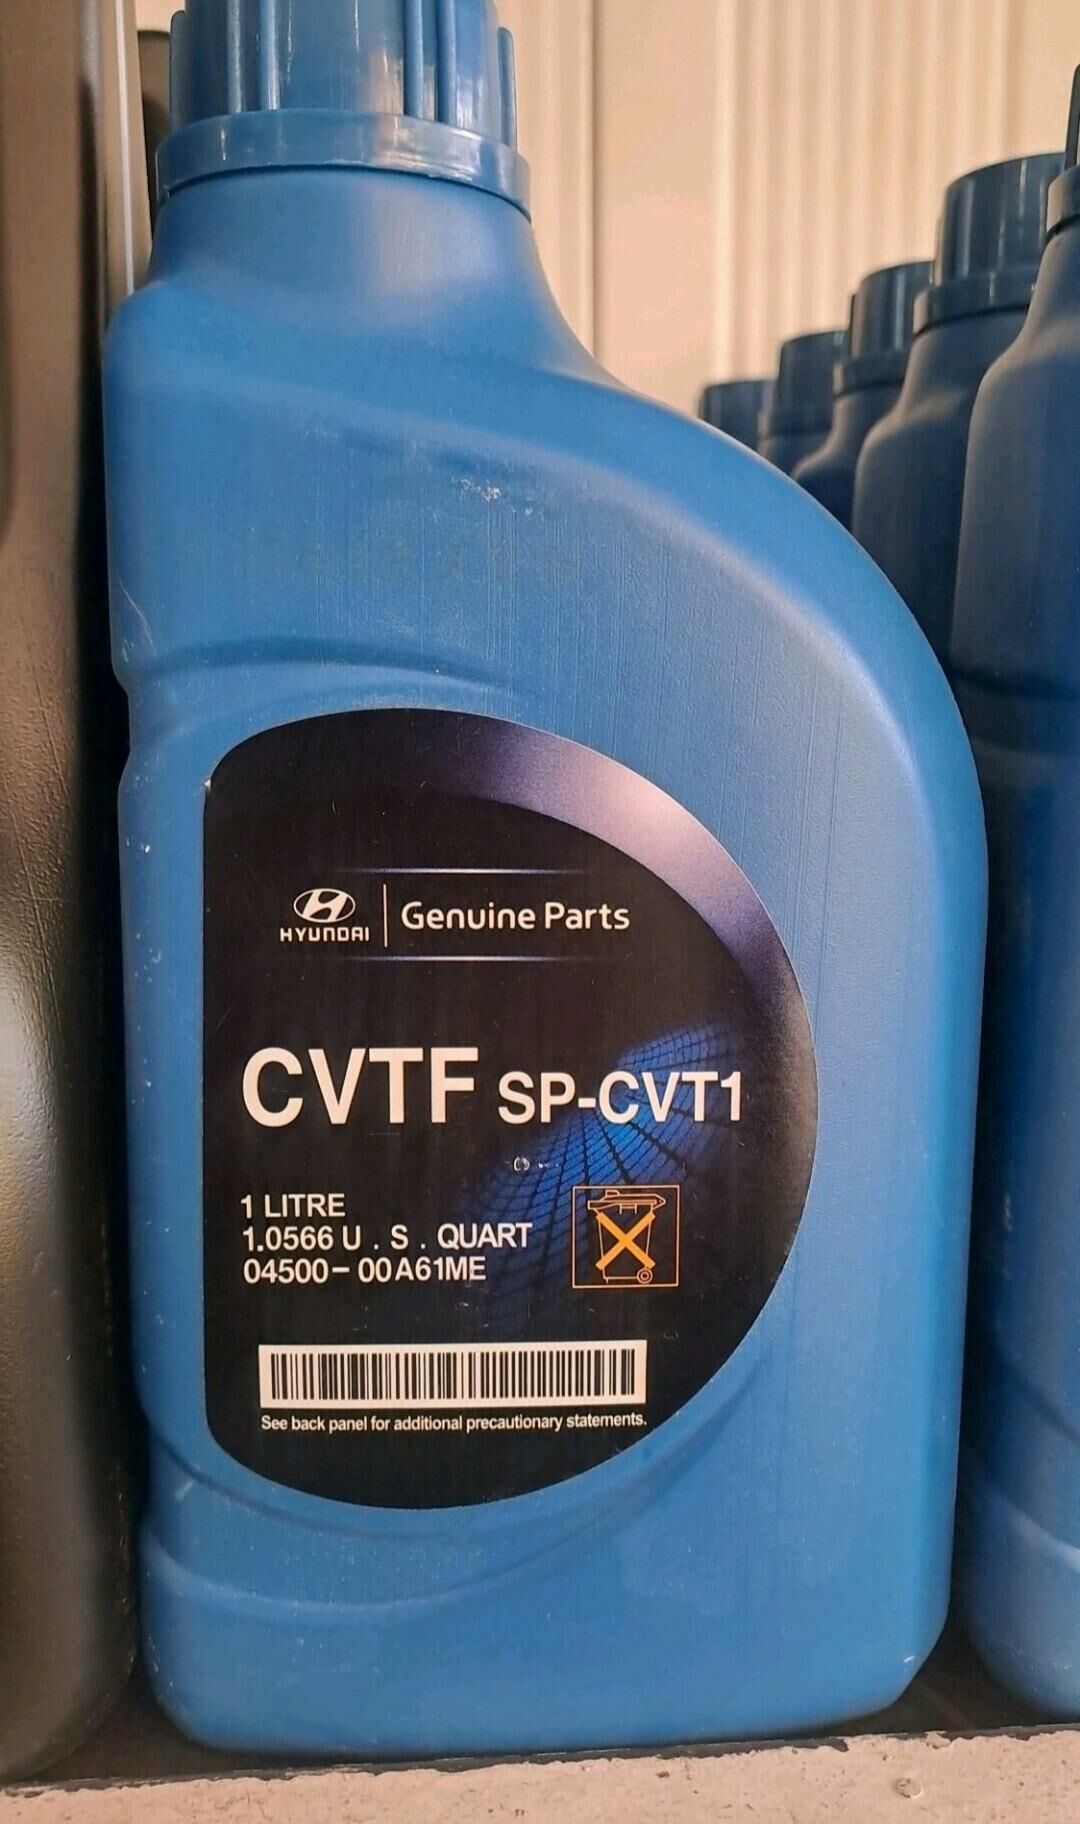 HYUNDAI
Genuine Parts
CVTF SP-CVT1
1 LITRE
1.0566 U . S . QUART
04500-00A61ME
See back panel for additional precautionary statements.